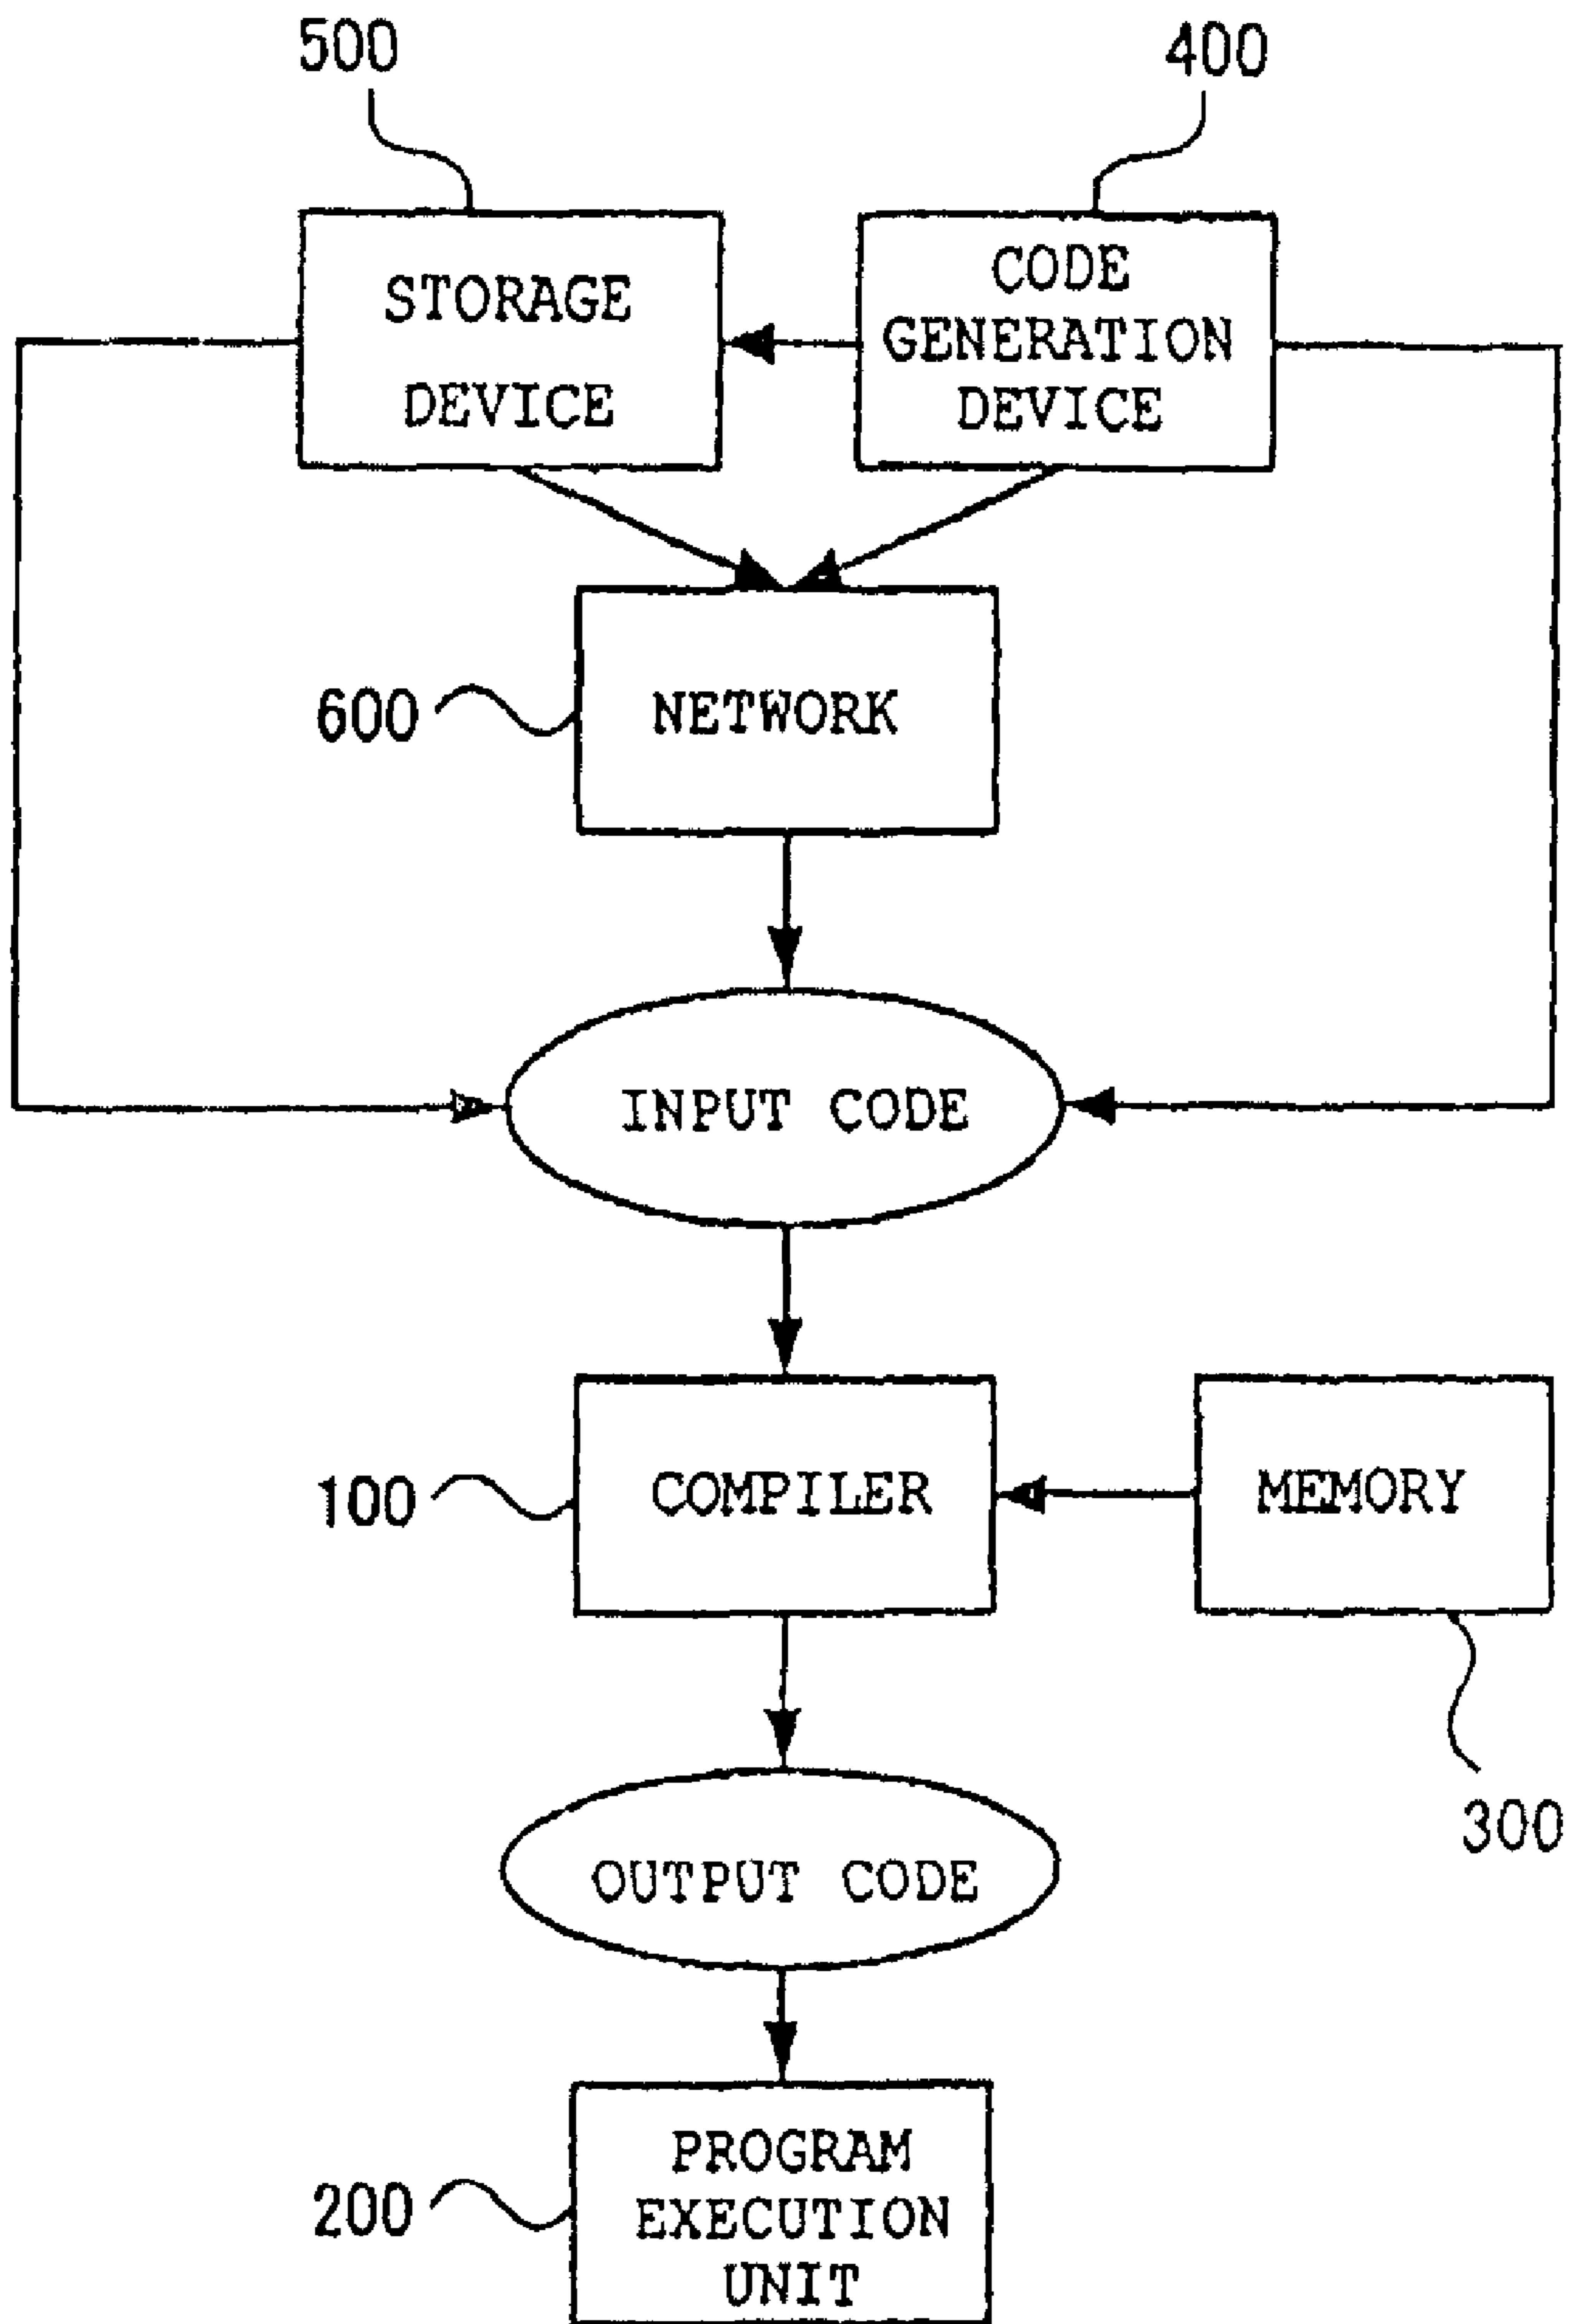 500
400
STORAGE
DEVICE
CODE
GENERATION
DEVICE
600
NETWORK
INPUT CODE
100
COMPILER
MEMORY
300
OUTPUT CODE
200
PROGRAM
EXECUTION
UNIT